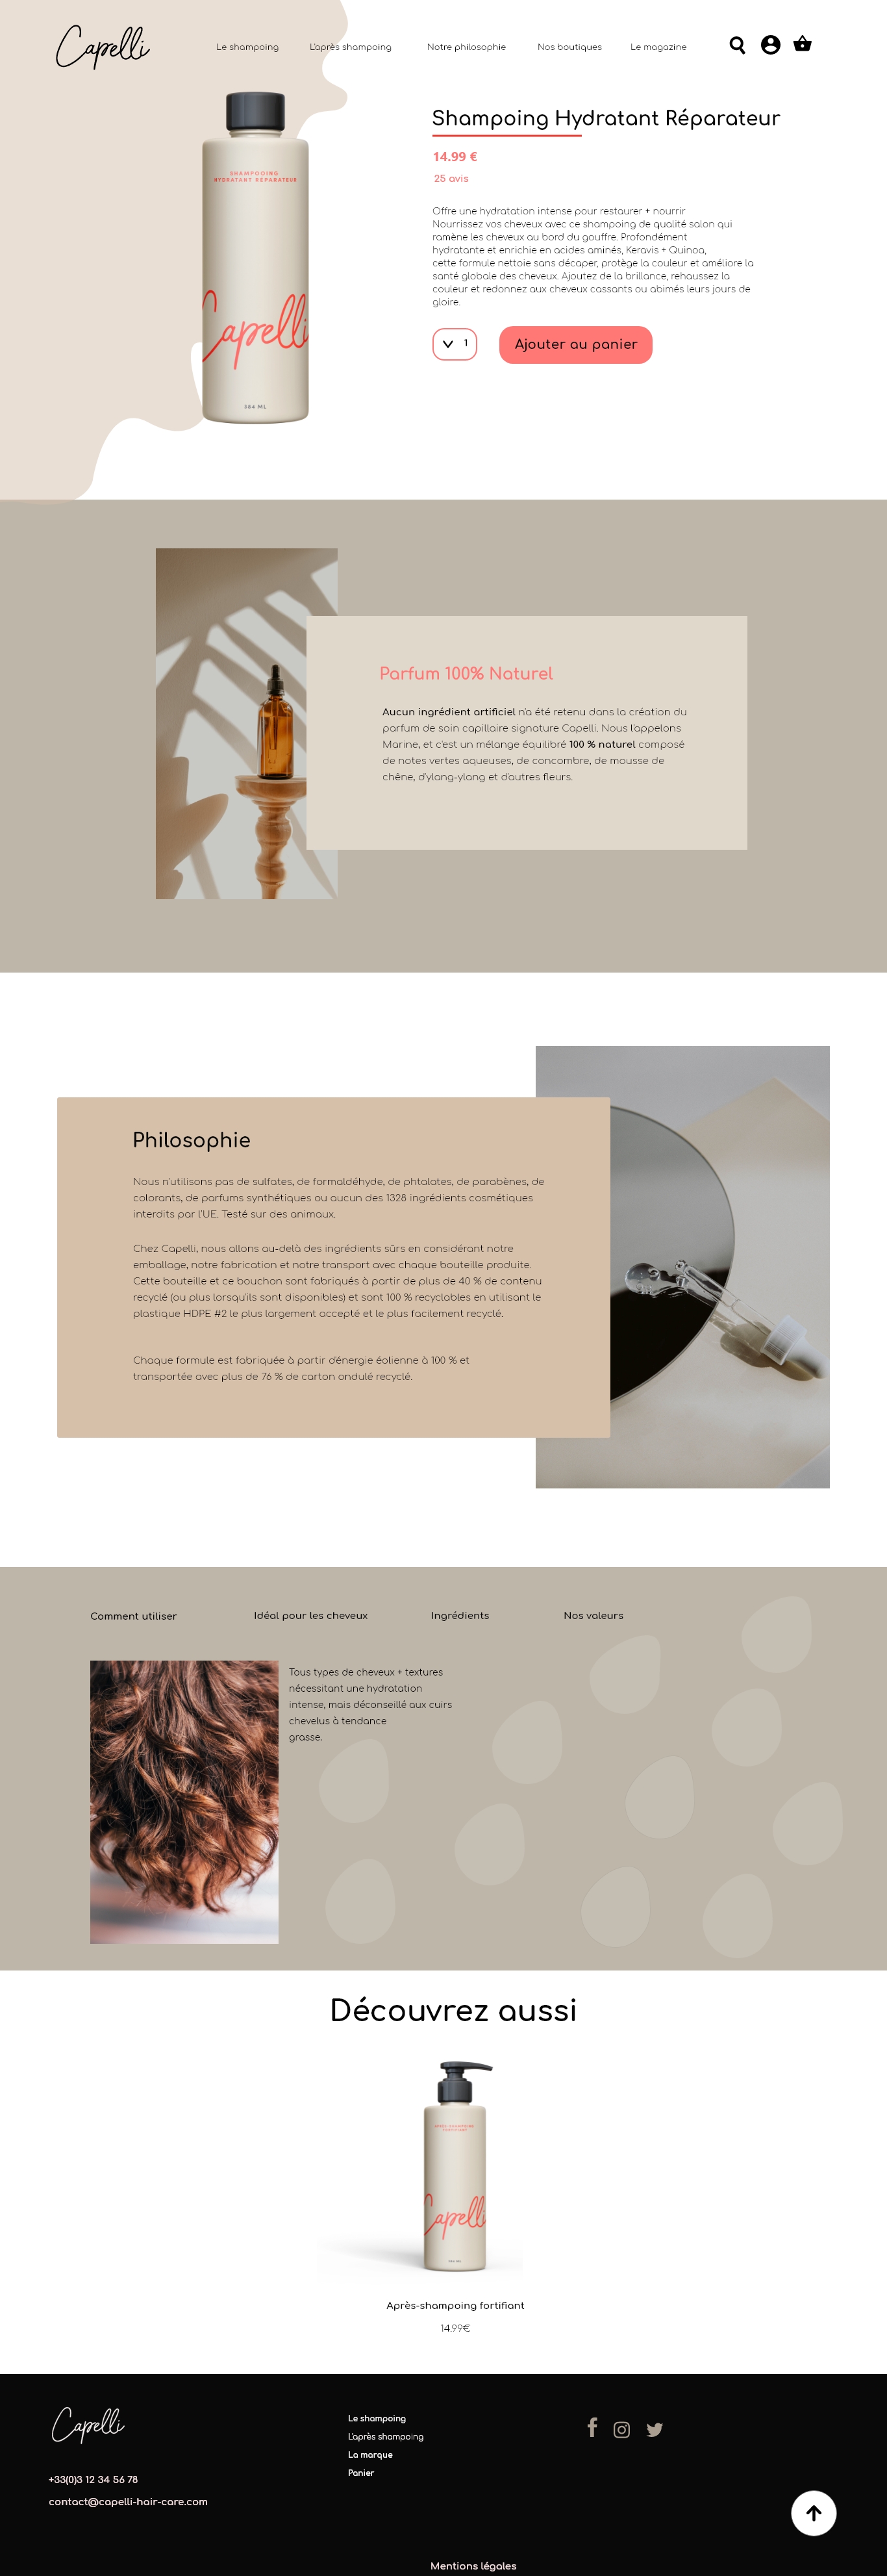 Capelli
Le shampoing
L'après shampoing
Notre philosophie
Nos boutiques
Le magazine
SHAMPOOING
HYDRATANT RÉPARATEUR
Capelli
384 ML
Shampoing Hydratant Réparateur
14.99 €
25 avis
Offre une hydratation intense pour restaurer + nourrir
Nourrissez vos cheveux avec ce shampoing de qualité salon qui
ramène les cheveux au bord du gouffre. Profondément
hydratante et enrichie en acides aminés, Keravis + Quinoa,
cette formule nettoie sans décaper, protège la couleur et améliore la
santé globale des cheveux. Ajoutez de la brillance, rehaussez la
couleur et redonnez aux cheveux cassants ou abimés leurs jours de
gloire.
1
Ajouter au panier
Parfum 100% Naturel
Aucun ingrédient artificiel n'a été retenu dans la création du
parfum de soin capillaire signature Capelli. Nous l'appelons
Marine, et c'est un mélange équilibré 100 % naturel composé
de notes vertes aqueuses, de concombre, de mousse de
chêne, d'ylang-ylang et d'autres fleurs.
Philosophie
Nous n'utilisons pas de sulfates, de formaldéhyde, de phtalates, de parabènes, de
colorants, de parfums synthétiques ou aucun des 1328 ingrédients cosmétiques
interdits par l'UE. Testé sur des animaux.
Chez Capelli, nous allons au-delà des ingrédients sûrs en considérant notre
emballage, notre fabrication et notre transport avec chaque bouteille produite.
Cette bouteille et ce bouchon sont fabriqués à partir de plus de 40 % de contenu
recyclé (ou plus lorsqu'ils sont disponibles) et sont 100 % recyclables en utilisant le
plastique HDPE #2 le plus largement accepté et le plus facilement recyclé.
Chaque formule est fabriquée à partir d'énergie éolienne à 100 % et
transportée avec plus de 76 % de carton ondulé recyclé.
Comment utiliser
Idéal pour les cheveux
Ingrédients
Nos valeurs
Tous types de cheveux + textures
nécessitant une hydratation
intense, mais déconseillé aux cuirs
chevelus à tendance
grasse.
Découvrez aussi
APRÈS-SHAMPOOING
FORTIFIANT
Capelli
Après-shampoing fortifiant
14.99€
Capelli
+33(0)3 12 34 56 78
contact@capelli-hair-care.com
Le shampoing
L'après shampoing
La marque
Panier
Mentions légales